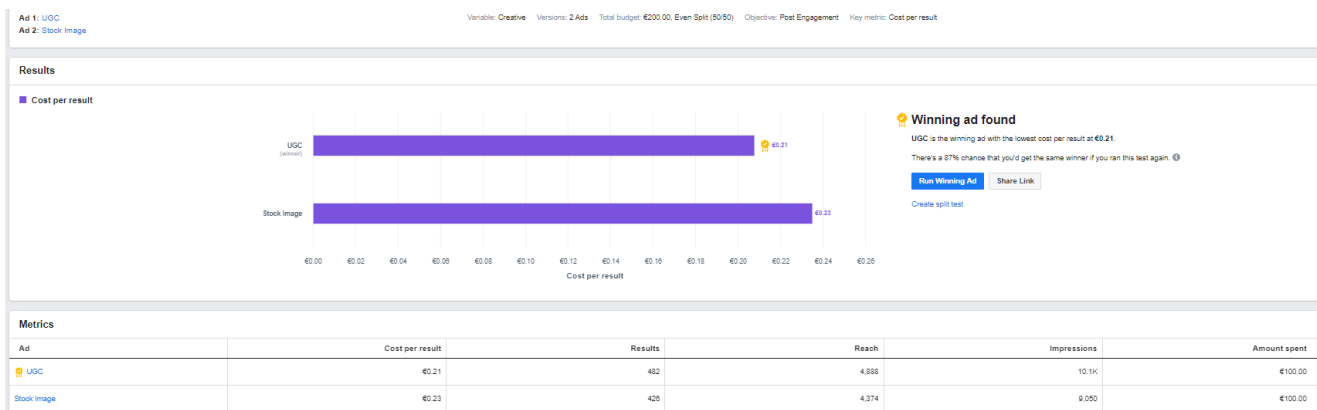 Ad 1: UGC
Variable: Creative Versions: 2 Ads Total budget: €200.00, Even Split (50/50) Objective: Post Engagement Key metric: Cost per result
Ad 2: Stock Image
Results
Cost per result
Winning ad found
UGC is the winning ad with the lowest cost per result at €0.21.
UGC
(winner)
€0.21
There's a 87% chance that you'd get the same winner if you ran this test again.
Run Winning Ad Share Link
Create split test
Stock Image
€0.23
€0.00 €0.02 €0.04 €0.06 €0.08 €0.10 €0.12 €0.14 €0.16 €0.18 €0.20 €0.22 €0.24 €0.26
Cost per result
Metrics
Ad Cost per result Results Reach Impressions Amount spent
UGC €0.21 482 4,888 10.1K €100.00
Stock Image €0.23 426 4,374 9,050 €100.00